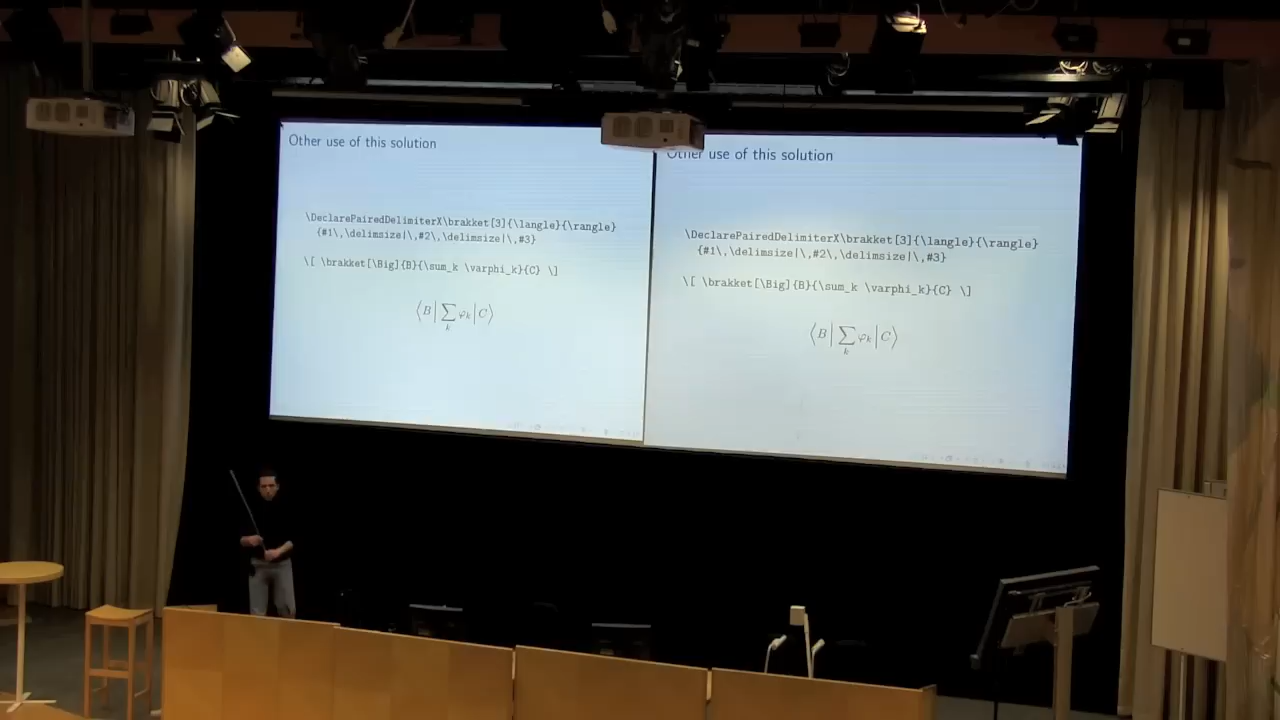 Other use of this solution
\DeclarePairedDelimiterX\brakket[3]{\langle}{\rangle}
{#1\,\delimsize|\,#2\,\delimsize|\,#3}
\[ \brakket[\Big]{B}{\sum_k \varphi_k}{C} \]
⟨B|∑_k φ_k|C⟩
Other use of this solution
\DeclarePairedDelimiterX\brakket[3]{\langle}{\rangle}
{#1\,\delimsize|\,#2\,\delimsize|\,#3}
\[ \brakket[\Big]{B}{\sum_k \varphi_k}{C} \]
⟨B|∑_k φ_k|C⟩